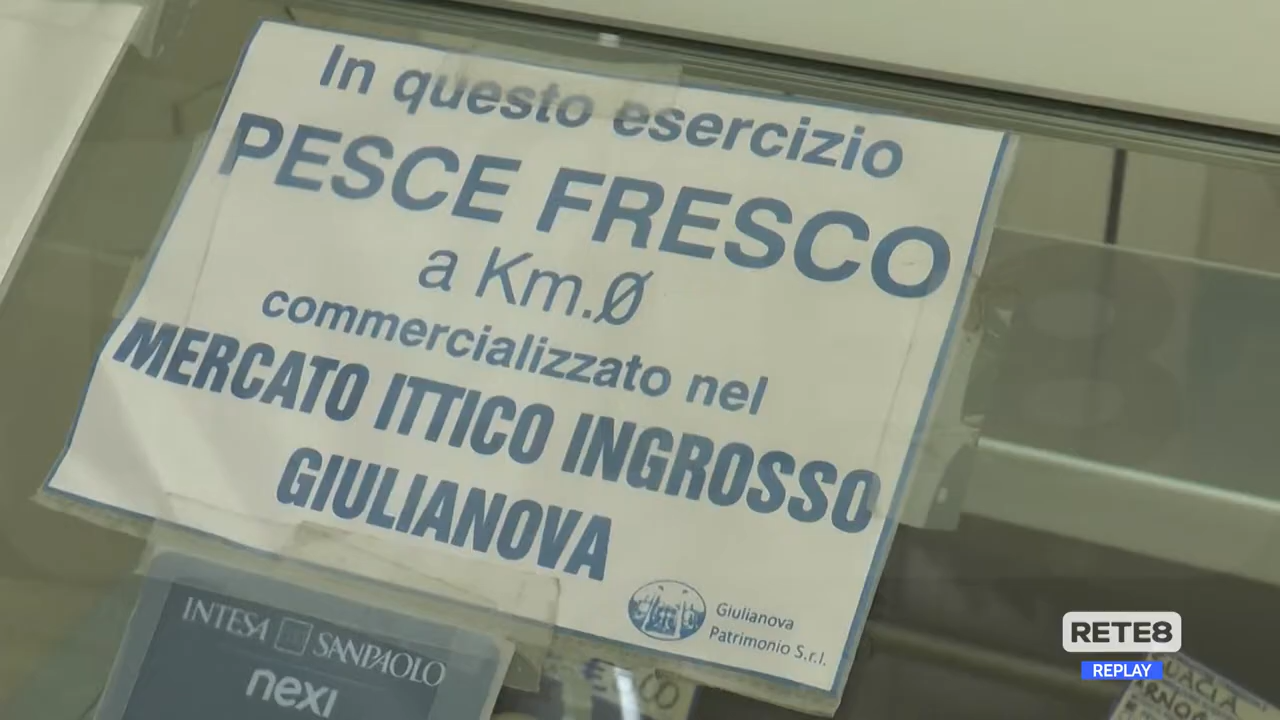 In questo esercizio
PESCE FRESCO
a Km.Ø
commercializzato nel
MERCATO ITTICO INGROSSO
GIULIANOVA
Giulianova
Patrimonio S.r.l.
INTESA SANPAOLO
nexi
RETE8
REPLAY